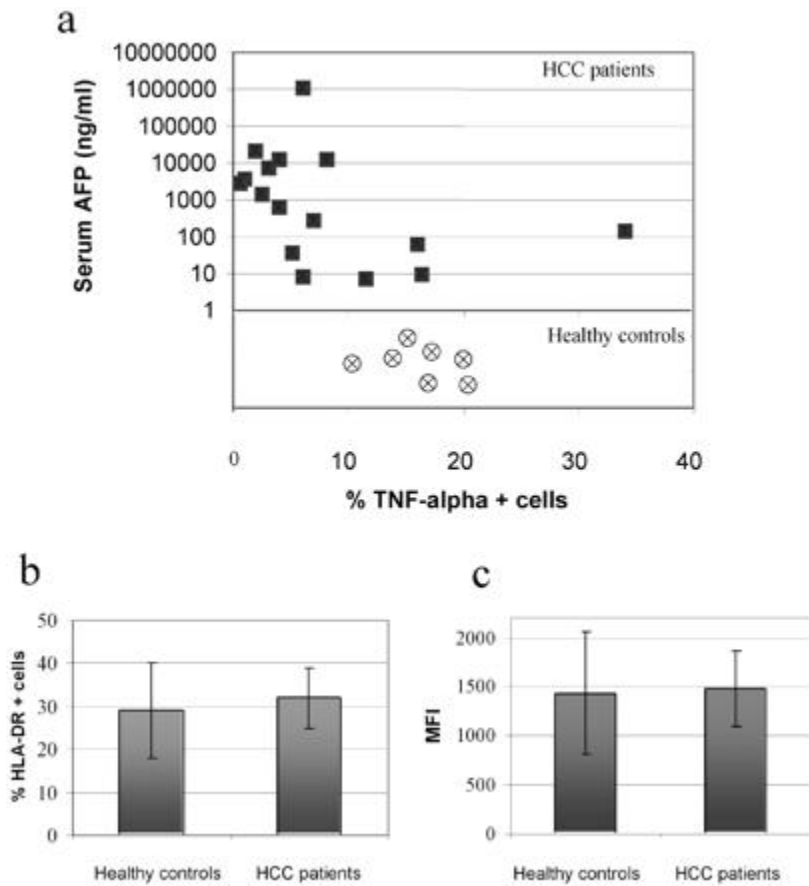 a
Serum AFP (ng/ml)
10000000
1000000
100000
10000
1000
100
10
1
HCC patients
Healthy controls
0 10 20 30 40
% TNF-alpha + cells
b
% HLA-DR + cells
50
40
30
20
10
0
Healthy controls HCC patients
c
MFI
2000
1500
1000
500
0
Healthy controls HCC patients